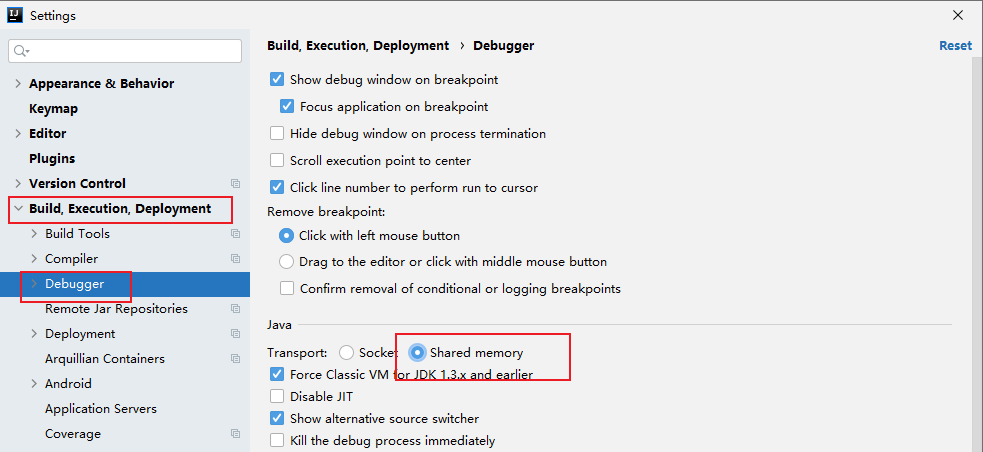 IJ Settings
Appearance & Behavior
Keymap
Editor
Plugins
Version Control
Build, Execution, Deployment
Build Tools
Compiler
Debugger
Remote Jar Repositories
Deployment
Arquillian Containers
Android
Application Servers
Coverage
Build, Execution, Deployment › Debugger
Reset
Show debug window on breakpoint
Focus application on breakpoint
Hide debug window on process termination
Scroll execution point to center
Click line number to perform run to cursor
Remove breakpoint:
Click with left mouse button
Drag to the editor or click with middle mouse button
Confirm removal of conditional or logging breakpoints
Java
Transport: Socket Shared memory
Force Classic VM for JDK 1.3.x and earlier
Disable JIT
Show alternative source switcher
Kill the debug process immediately